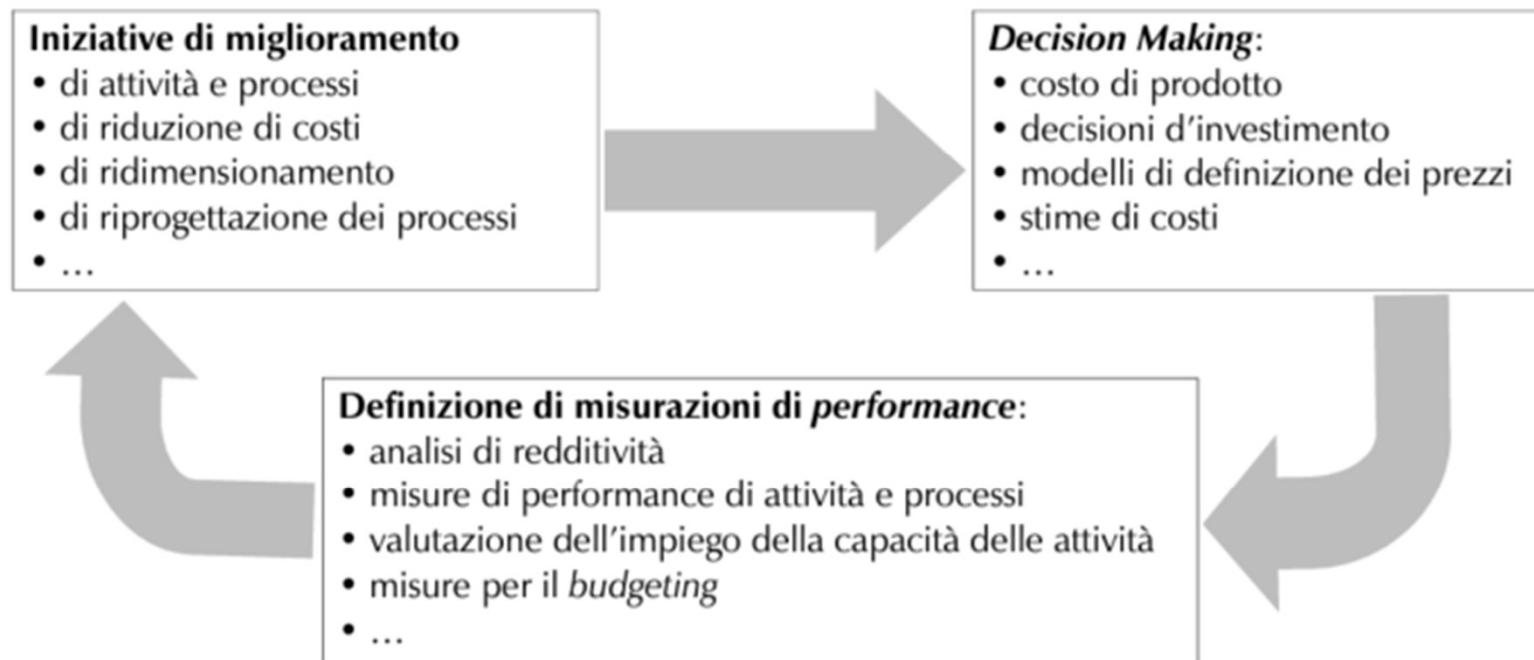 Iniziative di miglioramento
• di attività e processi
• di riduzione di costi
• di ridimensionamento
• di riprogettazione dei processi
• ...
Decision Making:
• costo di prodotto
• decisioni d'investimento
• modelli di definizione dei prezzi
• stime di costi
• ...
Definizione di misurazioni di performance:
• analisi di redditività
• misure di performance di attività e processi
• valutazione dell'impiego della capacità delle attività
• misure per il budgeting
• ...